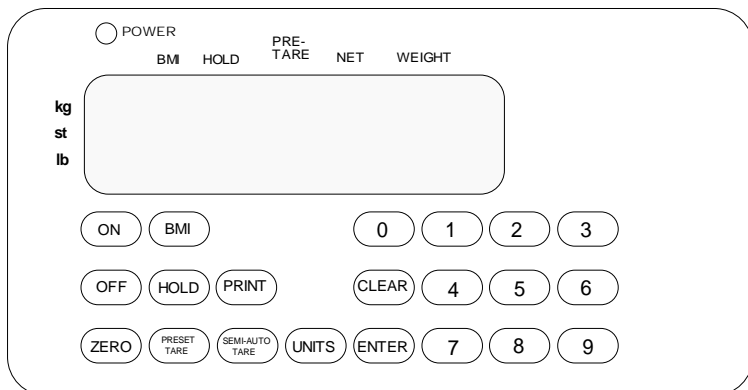 POWER
BMI HOLD PRE-
TARE NET WEIGHT
kg
st
lb
ON BMI 0 1 2 3
OFF HOLD PRINT CLEAR 4 5 6
ZERO PRESET
TARE SEMI-AUTO
TARE UNITS ENTER 7 8 9